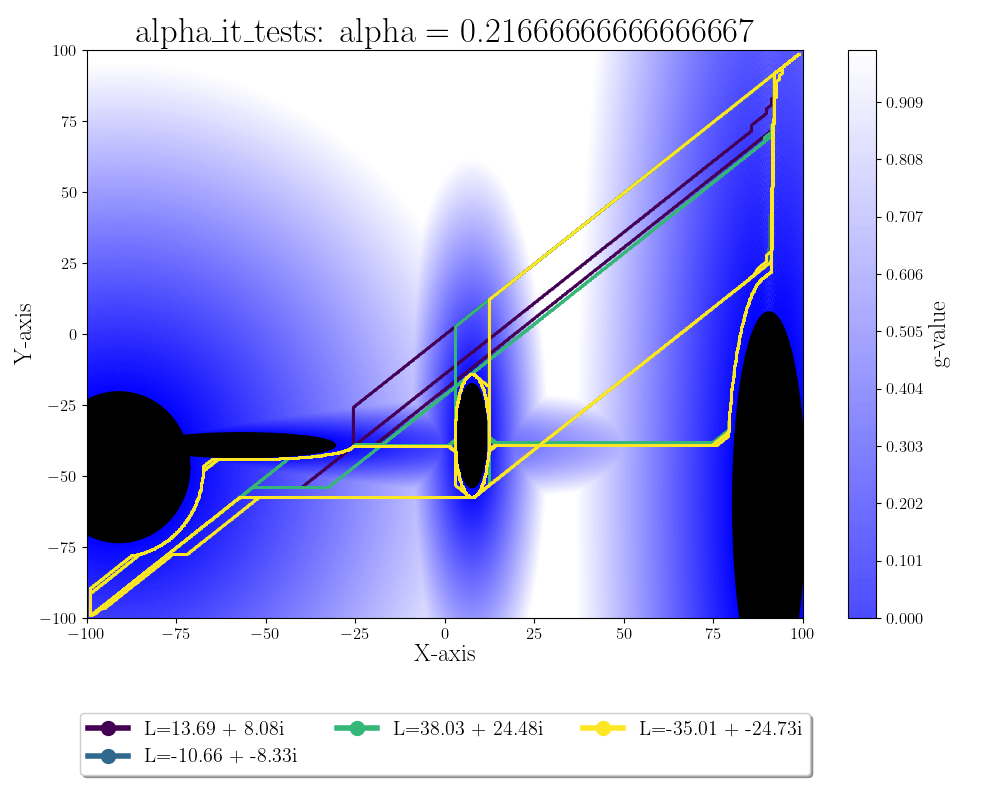 alpha_it_tests: alpha = 0.21666666666666667
100
75
50
25
0
−25
−50
−75
−100
Y-axis
−100 −75 −50 −25 0 25 50 75 100
X-axis
0.909
0.808
0.707
0.606
0.505
0.404
0.303
0.202
0.101
0.000
g-value
L=13.69 + 8.08i L=38.03 + 24.48i L=-35.01 + -24.73i
L=-10.66 + -8.33i